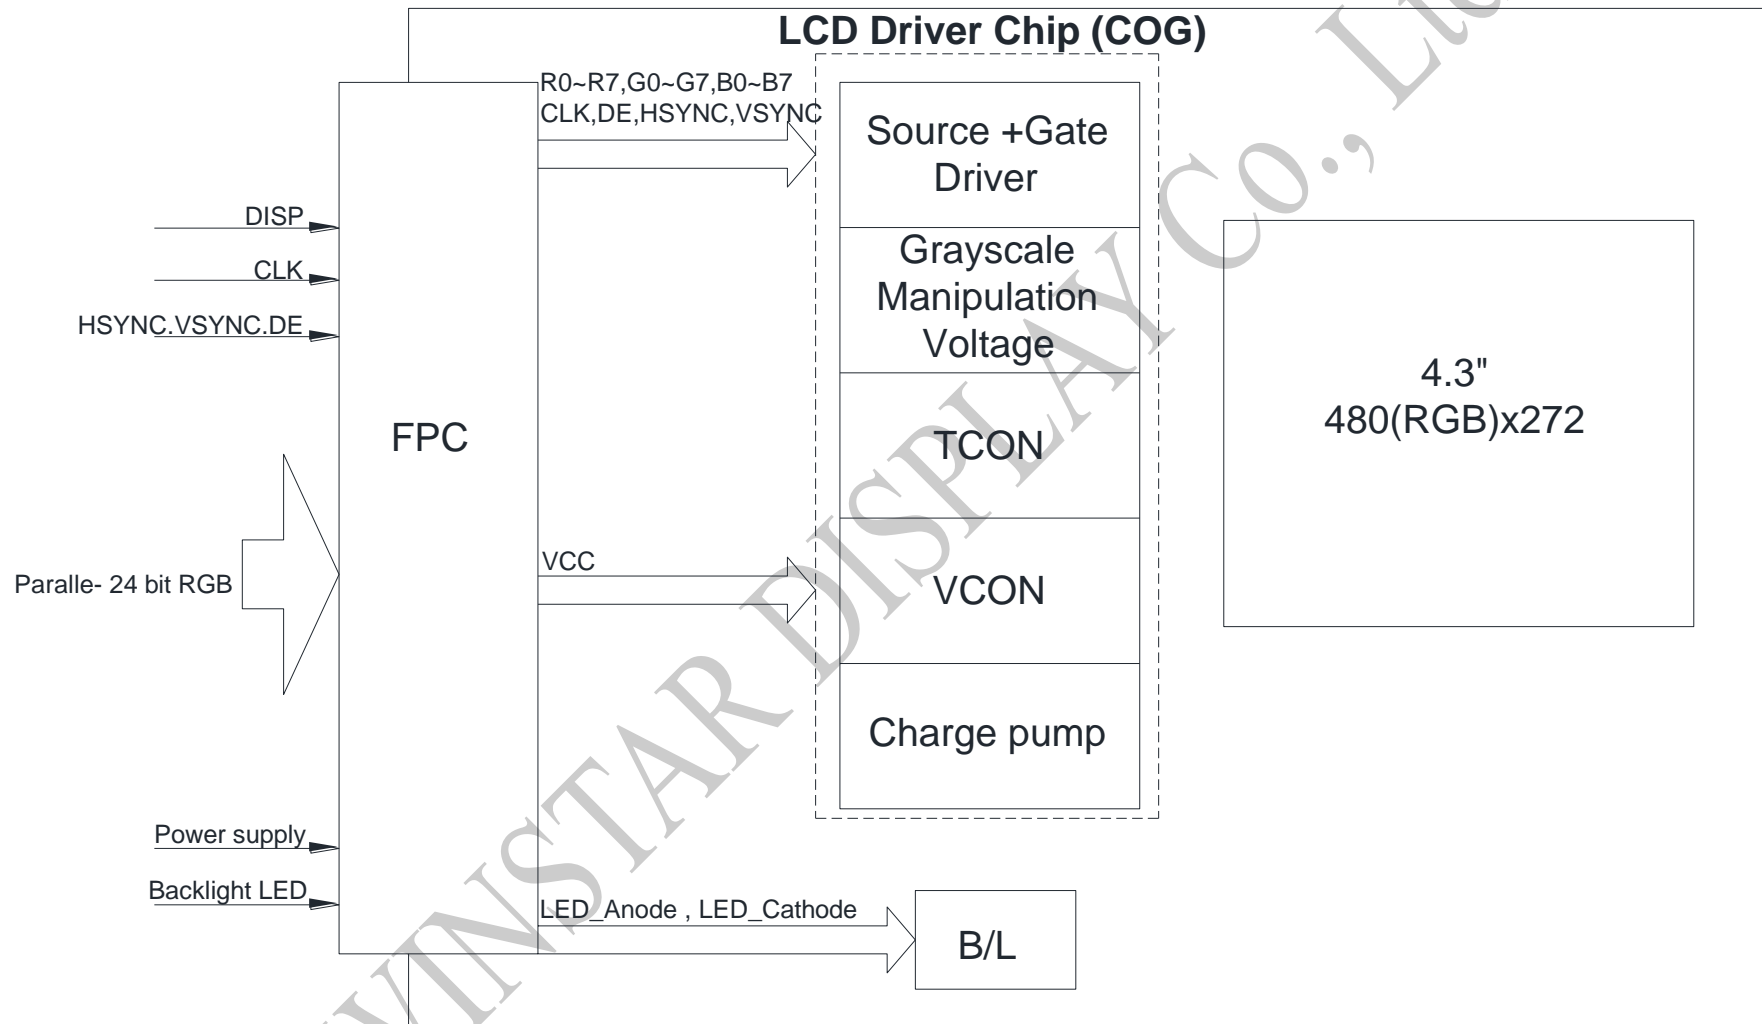 LCD Driver Chip (COG)
R0~R7,G0~G7,B0~B7
CLK,DE,HSYNC,VSYNC
Source +Gate
Driver
DISP
CLK
HSYNC.VSYNC.DE
Grayscale
Manipulation
Voltage
4.3"
480(RGB)x272
FPC
TCON
Paralle- 24 bit RGB
VCC
VCON
Charge pump
Power supply
Backlight LED
LED_Anode , LED_Cathode
B/L
WINSTAR DISPLAY Co., Ltd